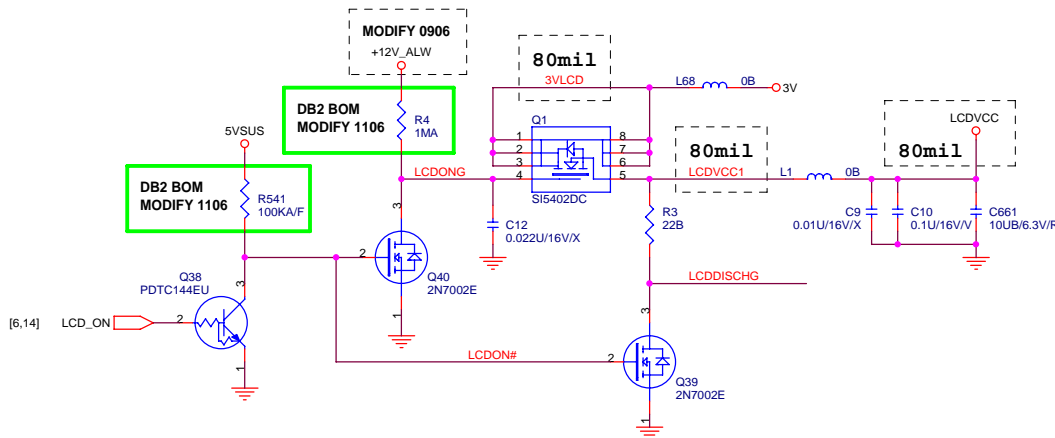 MODIFY 0906
+12V_ALW
80mil
3VLCD
L68
0B
3V
DB2 BOM
MODIFY 1106
R4
1MA
5VSUS
Q1
1
2
3
4
8
7
6
5
SI5402DC
LCDVCC
80mil
80mil
LCDONG
LCDVCC1
L1
0B
DB2 BOM
MODIFY 1106
R541
100KA/F
C12
0.022U/16V/X
R3
22B
C9
0.01U/16V/X
C10
0.1U/16V/V
C661
10UB/6.3V/R
3
2
1
Q40
2N7002E
Q38
PDTC144EU
3
2
1
[6,14]
LCD_ON
LCDDISCHG
LCDON#
3
2
1
Q39
2N7002E